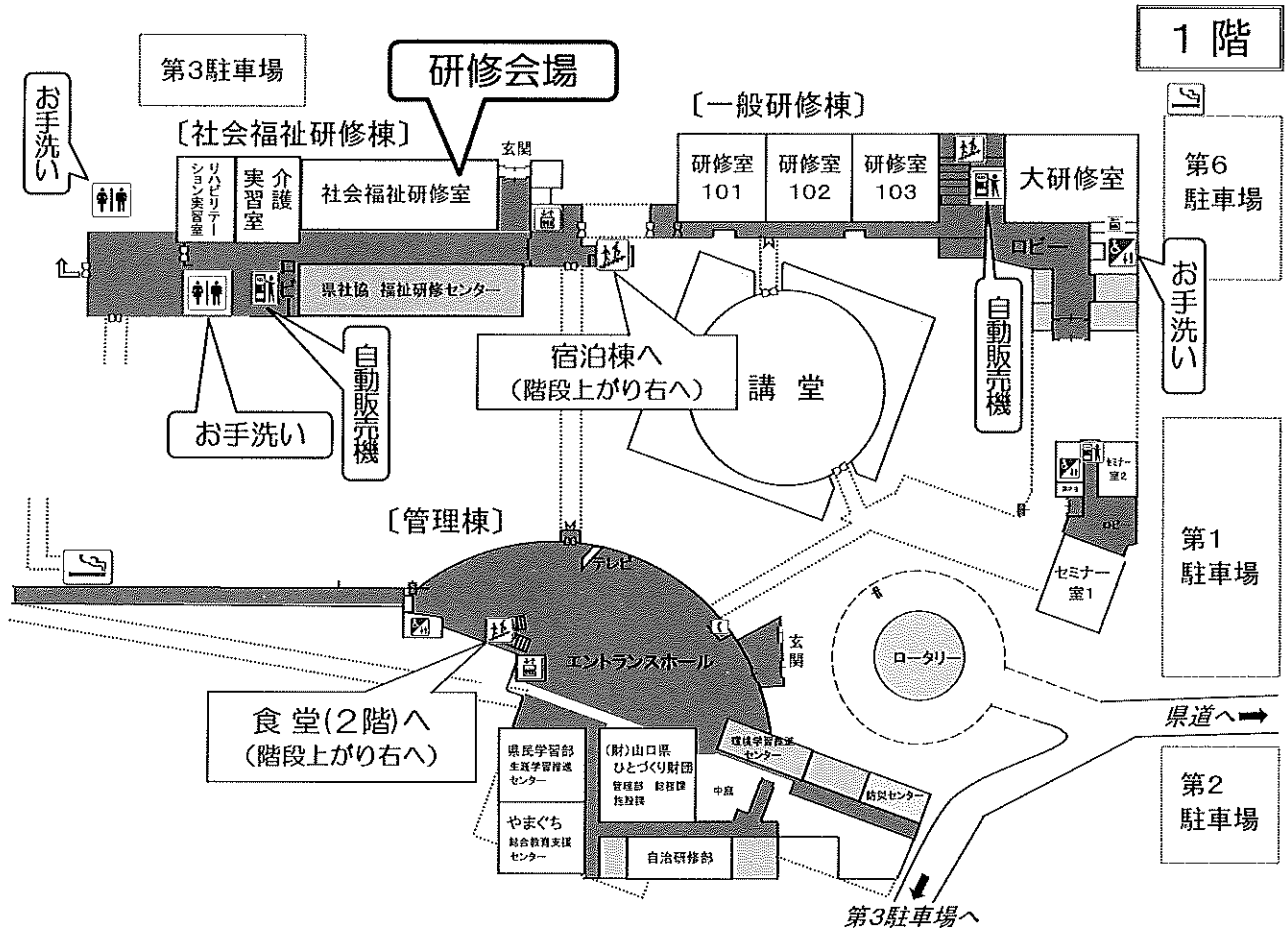 1 階
第3駐車場
研修会場
お手洗い
〔社会福祉研修棟〕
〔一般研修棟〕
玄関
リハビリテー
ション実習室
介護
実習室
社会福祉研修室
研修室
101
研修室
102
研修室
103
大研修室
第6
駐車場
ロビー
県社協 福祉研修センター
お手洗い
自動販売機
お手洗い
自動販売機
宿泊棟へ
(階段上がり右へ)
講 堂
セミナー
室2
ロビー
セミナー
室1
第1
駐車場
〔管理棟〕
テレビ
エントランスホール
玄関
ロータリー
食 堂(2階)へ
(階段上がり右へ)
県道へ
県民学習部
生涯学習推進
センター
(財)山口県
ひとづくり財団
管理部 総務課
施設課
中庭
環境学習推進
センター
防災センター
やまぐち
総合教育支援
センター
自治研修部
第2
駐車場
第3駐車場へ